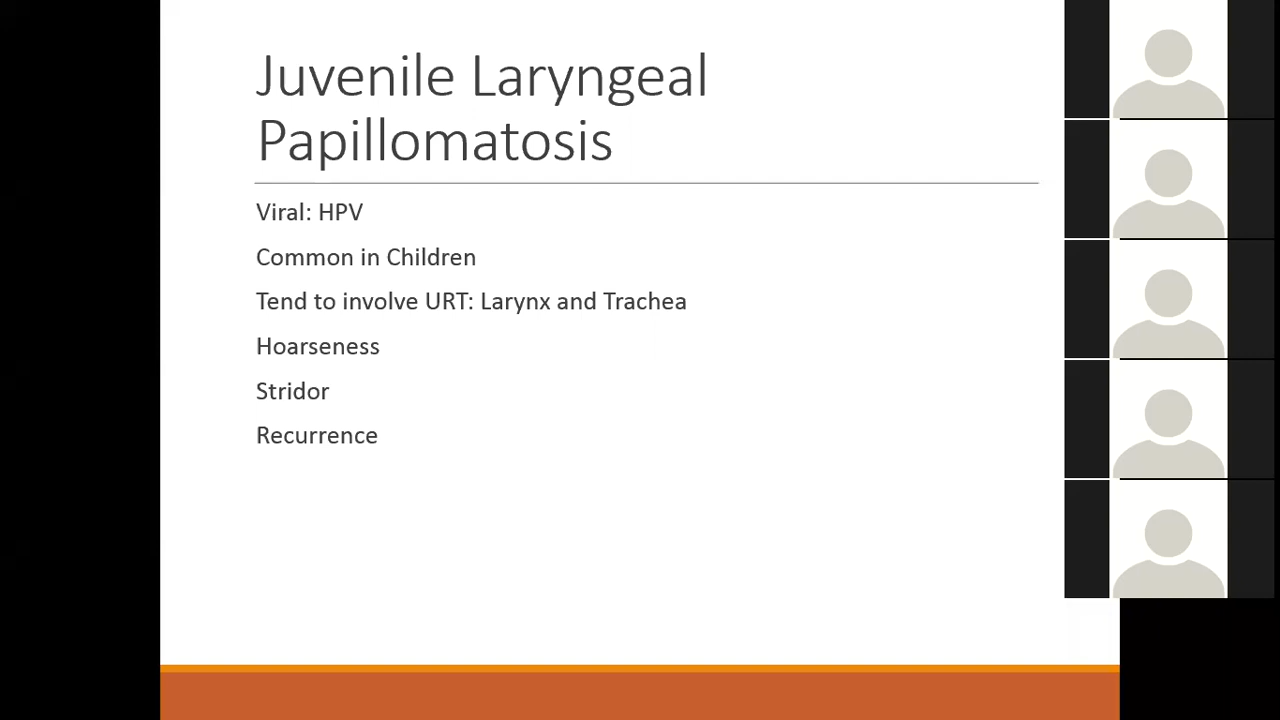 Juvenile Laryngeal
Papillomatosis
Viral: HPV
Common in Children
Tend to involve URT: Larynx and Trachea
Hoarseness
Stridor
Recurrence